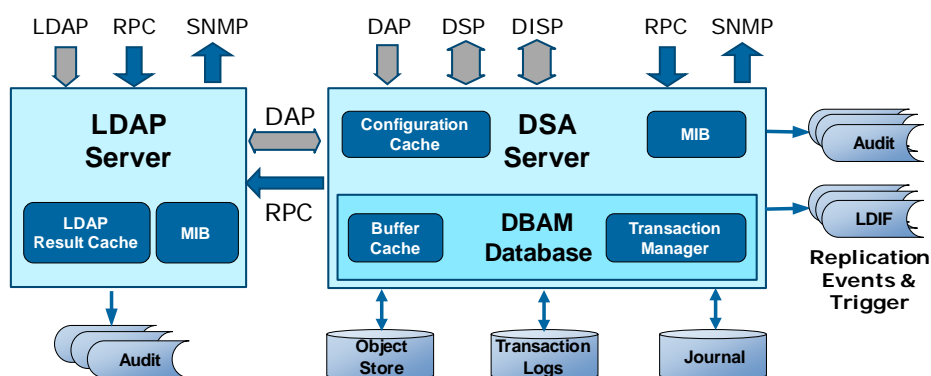 LDAP RPC SNMP DAP DSP DISP RPC SNMP
LDAP
Server
LDAP
Result Cache
MIB
DAP
RPC
Configuration
Cache
DSA
Server
MIB
Buffer
Cache
DBAM
Database
Transaction
Manager
Audit
LDIF
Replication
Events &
Trigger
Audit
Object
Store
Transaction
Logs
Journal